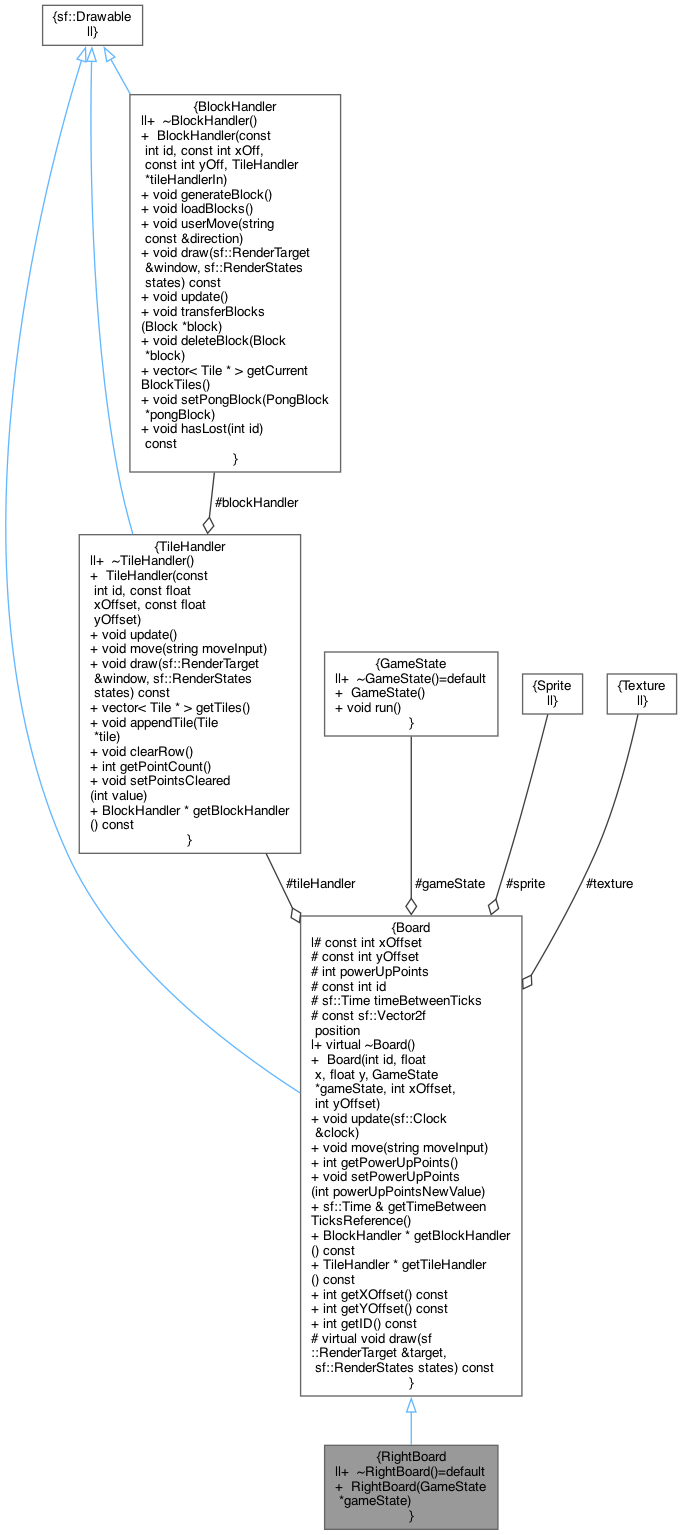 {sf::Drawable
||}
{BlockHandler
||+  ~BlockHandler()
+  BlockHandler(const
int id, const int xOff,
const int yOff, TileHandler
*tileHandlerIn)
+ void generateBlock()
+ void loadBlocks()
+ void userMove(string
const &direction)
+ void draw(sf::RenderTarget
&window, sf::RenderStates
states) const
+ void update()
+ void transferBlocks
(Block *block)
+ void deleteBlock(Block
*block)
+ vector< Tile * > getCurrent
BlockTiles()
+ void setPongBlock(PongBlock
*pongBlock)
+ void hasLost(int id)
const
}
#blockHandler
{TileHandler
||+  ~TileHandler()
+  TileHandler(const
int id, const float
xOffset, const float
yOffset)
+ void update()
+ void move(string moveInput)
+ void draw(sf::RenderTarget
&window, sf::RenderStates
states) const
+ vector< Tile * > getTiles()
+ void appendTile(Tile
*tile)
+ void clearRow()
+ int getPointCount()
+ void setPointsCleared
(int value)
+ BlockHandler * getBlockHandler
() const
}
{GameState
||+  ~GameState()=default
+  GameState()
+ void run()
}
{Sprite
||}
{Texture
||}
#tileHandler
#gameState
#sprite
#texture
{Board
|# const int xOffset
# const int yOffset
# int powerUpPoints
# const int id
# sf::Time timeBetweenTicks
# const sf::Vector2f
position
|+ virtual ~Board()
+  Board(int id, float
x, float y, GameState
*gameState, int xOffset,
int yOffset)
+ void update(sf::Clock
&clock)
+ void move(string moveInput)
+ int getPowerUpPoints()
+ void setPowerUpPoints
(int powerUpPointsNewValue)
+ sf::Time & getTimeBetween
TicksReference()
+ BlockHandler * getBlockHandler
() const
+ TileHandler * getTileHandler
() const
+ int getXOffset() const
+ int getYOffset() const
+ int getID() const
# virtual void draw(sf
::RenderTarget &target,
sf::RenderStates states) const
}
{RightBoard
||+  ~RightBoard()=default
+  RightBoard(GameState
*gameState)
}